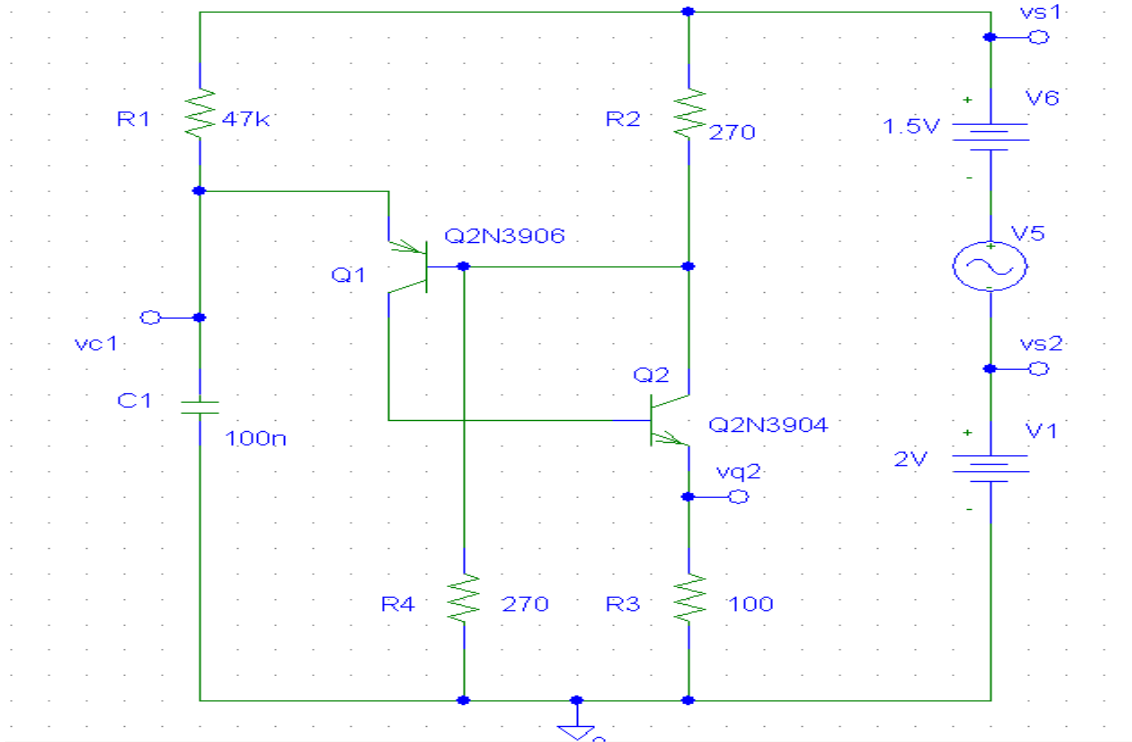 vs1
V6
R1
47k
R2
270
1.5V
+
-
Q2N3906
V5
+
-
Q1
vc1
vs2
Q2
C1
100n
Q2N3904
V1
2V
+
-
vq2
R4
270
R3
100